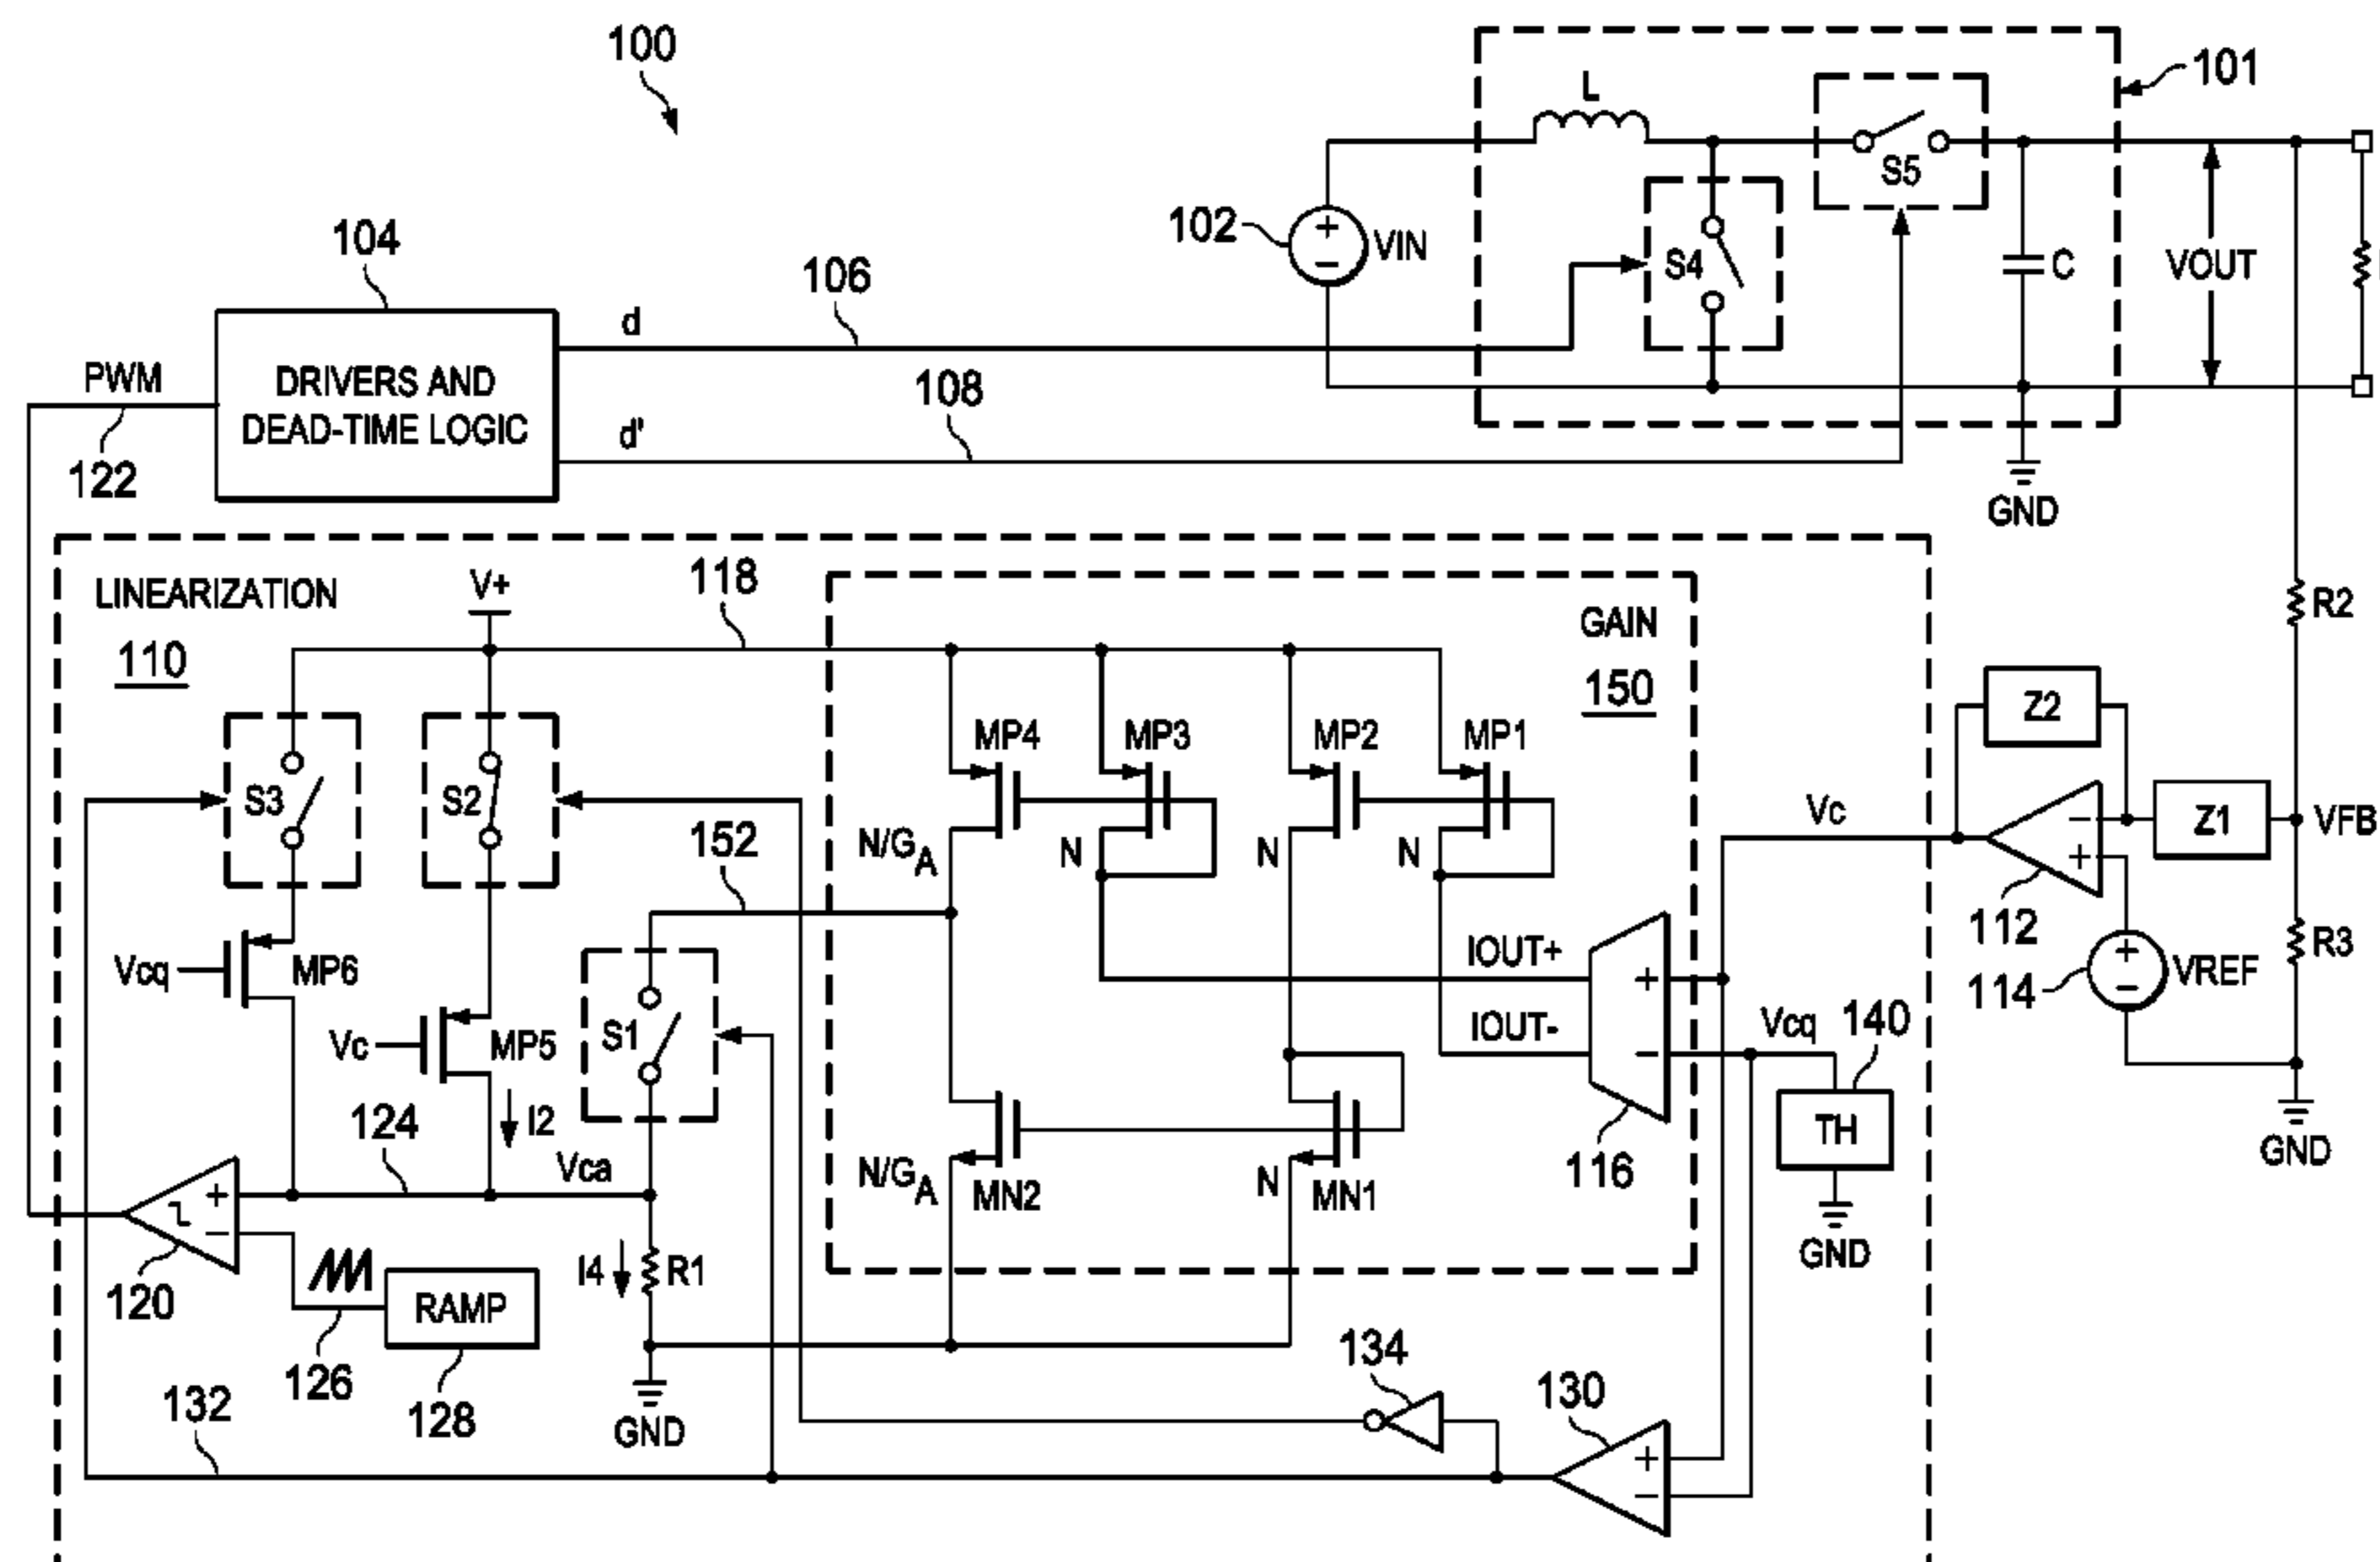 100
101
L
S5
102
VIN
S4
C
VOUT
104
106
d
PWM
DRIVERS AND
DEAD-TIME LOGIC
108
d'
122
GND
LINEARIZATION
V+
118
GAIN
R2
110
150
Z2
MP4
MP3
MP2
MP1
S3
S2
Vc
Z1
VFB
152
N/GA
N
N
N
112
R3
Vcq
MP6
IOUT+
114
VREF
S1
IOUT-
Vcq
140
Vc
MP5
124
I2
TH
Vca
N/GA
MN2
N
MN1
116
GND
GND
I4
R1
120
RAMP
126
128
134
130
132
GND